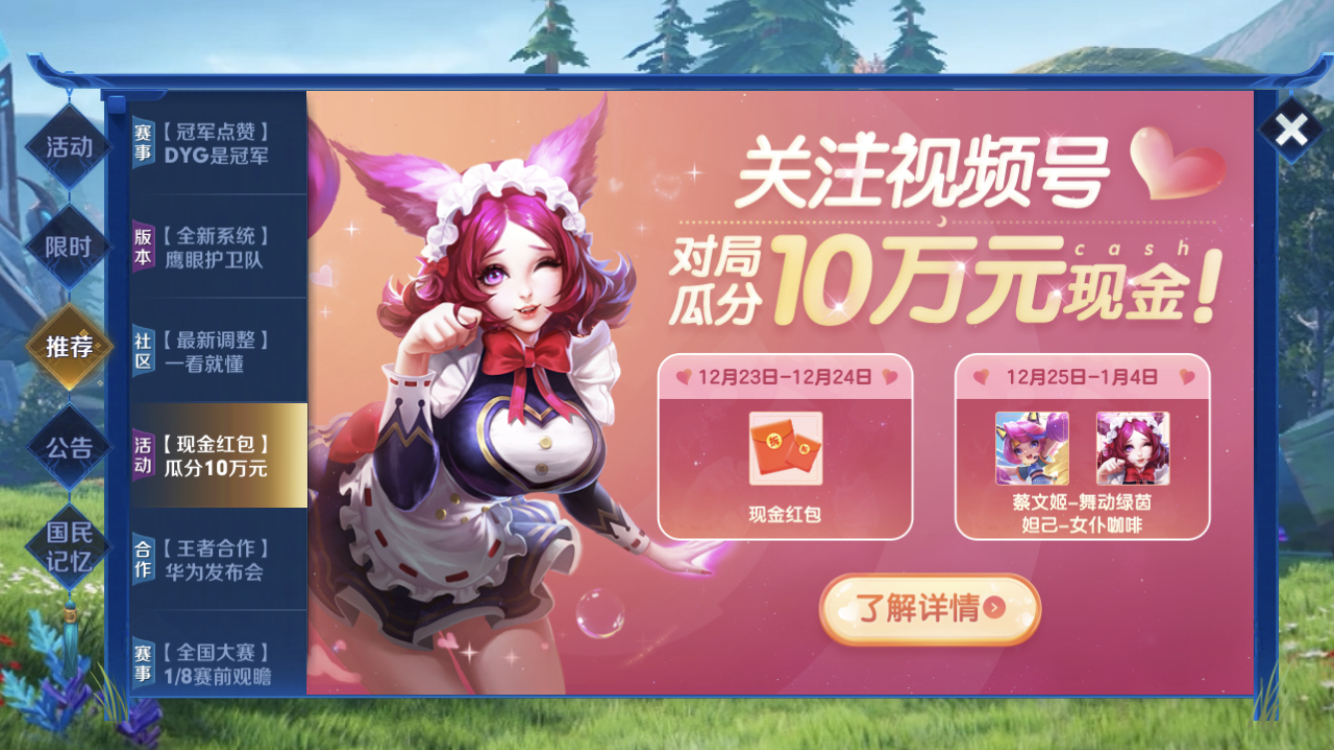 活动
限时
推荐
公告
国民
记忆
赛事
【冠军点赞】
DYG是冠军
版本
【全新系统】
鹰眼护卫队
社区
【最新调整】
一看就懂
活动
【现金红包】
瓜分10万元
合作
【王者合作】
华为发布会
赛事
【全国大赛】
1/8赛前观瞻
关注视频号
对局
瓜分
10万元
cash
现金!
12月23日-12月24日
现金红包
12月25日-1月4日
蔡文姬-舞动绿茵
妲己-女仆咖啡
了解详情